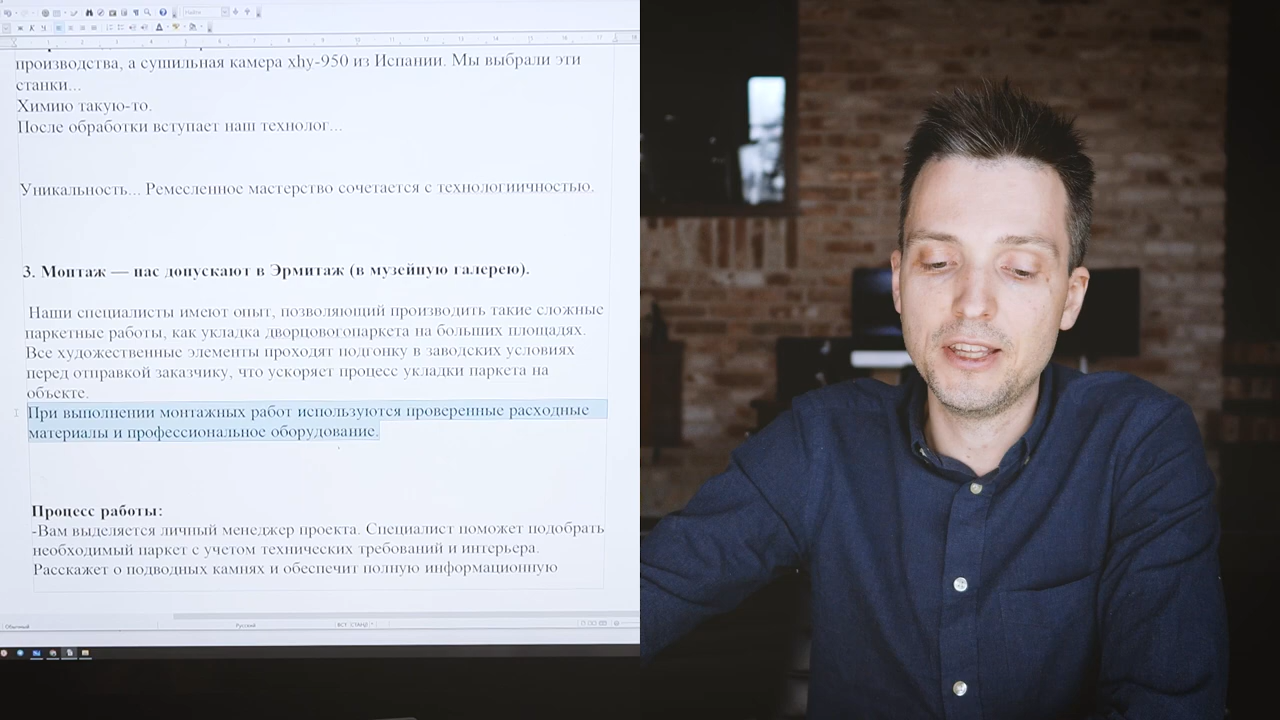 производства, а сушильная камера xhy-950 из Испании. Мы выбрали эти
станки...
Химию такую-то.
После обработки вступает наш технолог...
Уникальность... Ремесленное мастерство сочетается с технологиичностью.
3. Монтаж — нас допускают в Эрмитаж (в музейную галерею).
Наши специалисты имеют опыт, позволяющий производить такие сложные
паркетные работы, как укладка дворцовогопаркета на больших площадях.
Все художественные элементы проходят подгонку в заводских условиях
перед отправкой заказчику, что ускоряет процесс укладки паркета на
объекте.
При выполнении монтажных работ используются проверенные расходные
материалы и профессиональное оборудование.
Процесс работы:
-Вам выделяется личный менеджер проекта. Специалист поможет подобрать
необходимый паркет с учетом технических требований и интерьера.
Расскажет о подводных камнях и обеспечит полную информационную
Обычный Русский ВСТ СТАНД